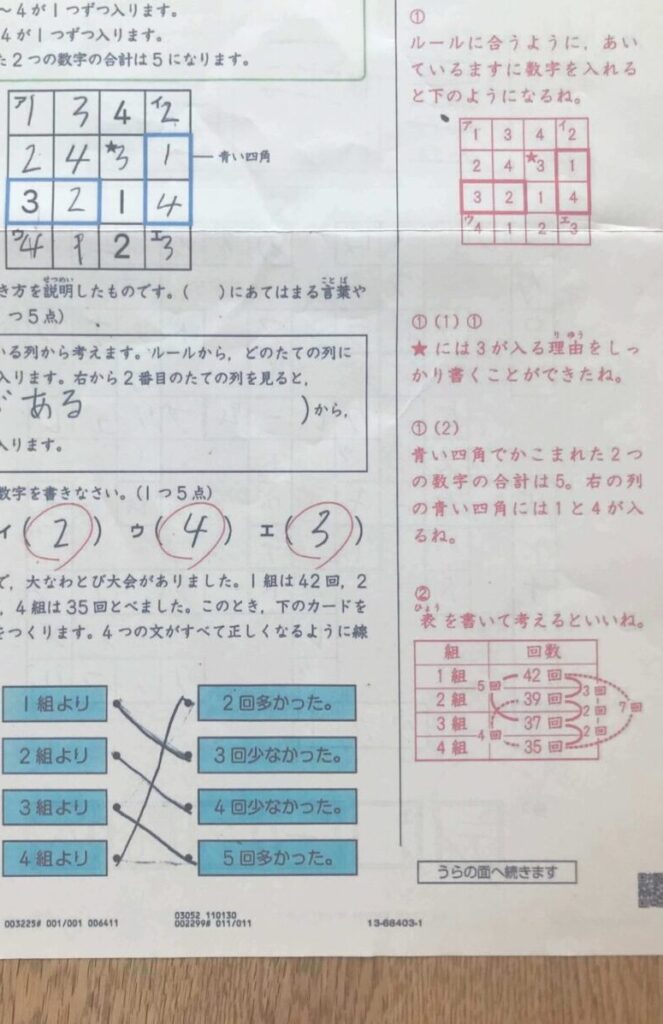 ～４が１つずつ入ります。
４が１つずつ入ります。
た２つの数字の合計は５になります。
ア1 3 4 イ2
2 4 ★3 1
3 2 1 4
ウ4 1 2 エ3
青い四角
き方を説明したものです。( )にあてはまる言葉や
つ５点)
いる列から考えます。ルールから，どのたての列に
入ります。右から２番目のたての列を見ると，
がある )から，
入ります。
数字を書きなさい。(１つ５点)
イ( 2 ) ウ( 4 ) エ( 3 )
で，大なわとび大会がありました。１組は42回，２
，４組は35回とべました。このとき，下のカードを
をつくります。４つの文がすべて正しくなるように線
１組より ２回多かった。
２組より ３回少なかった。
３組より ４回少なかった。
４組より ５回多かった。
003225# 001/001 006411
03052 110130
002299# 011/011
13-68403-1
①
ルールに合うように，あい
ているますに数字を入れる
と下のようになるね。
ア1 3 4 イ2
2 4 ★3 1
3 2 1 4
ウ4 1 2 エ3
①(1)①
★には３が入る理由をしっ
かり書くことができたね。
①(2)
青い四角でかこまれた２つ
の数字の合計は５。右の列
の青い四角には１と４が入
るね。
②
表を書いて考えるといいね。
組 回数
１組 42回
２組 39回
３組 37回
４組 35回
5回
4回
3回
2回
2回
7回
うらの面へ続きます